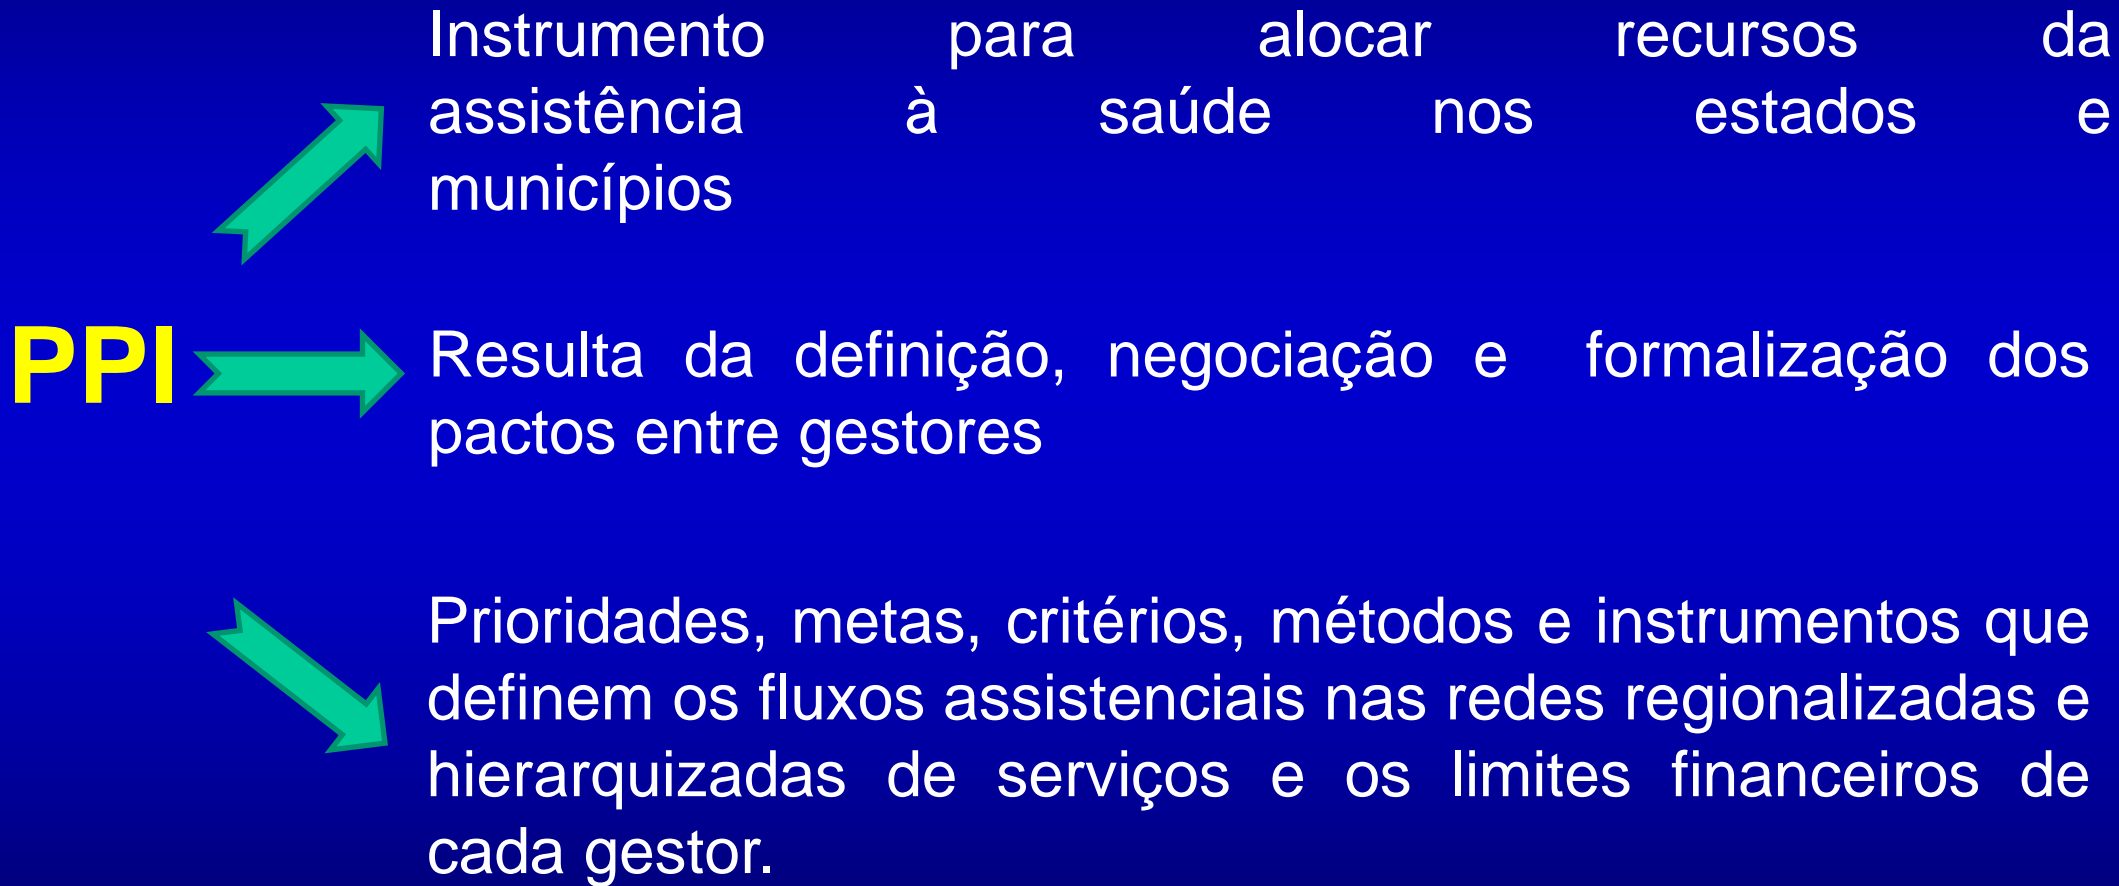 Instrumento para alocar recursos da
assistência à saúde nos estados e
municípios
PPI
Resulta da definição, negociação e formalização dos
pactos entre gestores
Prioridades, metas, critérios, métodos e instrumentos que
definem os fluxos assistenciais nas redes regionalizadas e
hierarquizadas de serviços e os limites financeiros de
cada gestor.